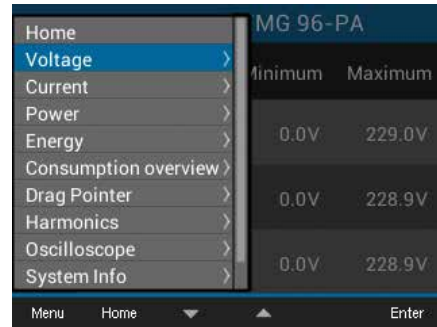 UMG 96-PA
Home
Voltage
Current
Power
Energy
Consumption overview
Drag Pointer
Harmonics
Oscilloscope
System Info
Minimum Maximum
0.0V 229.0V
0.0V 228.9V
0.0V 228.9V
Menu Home Enter